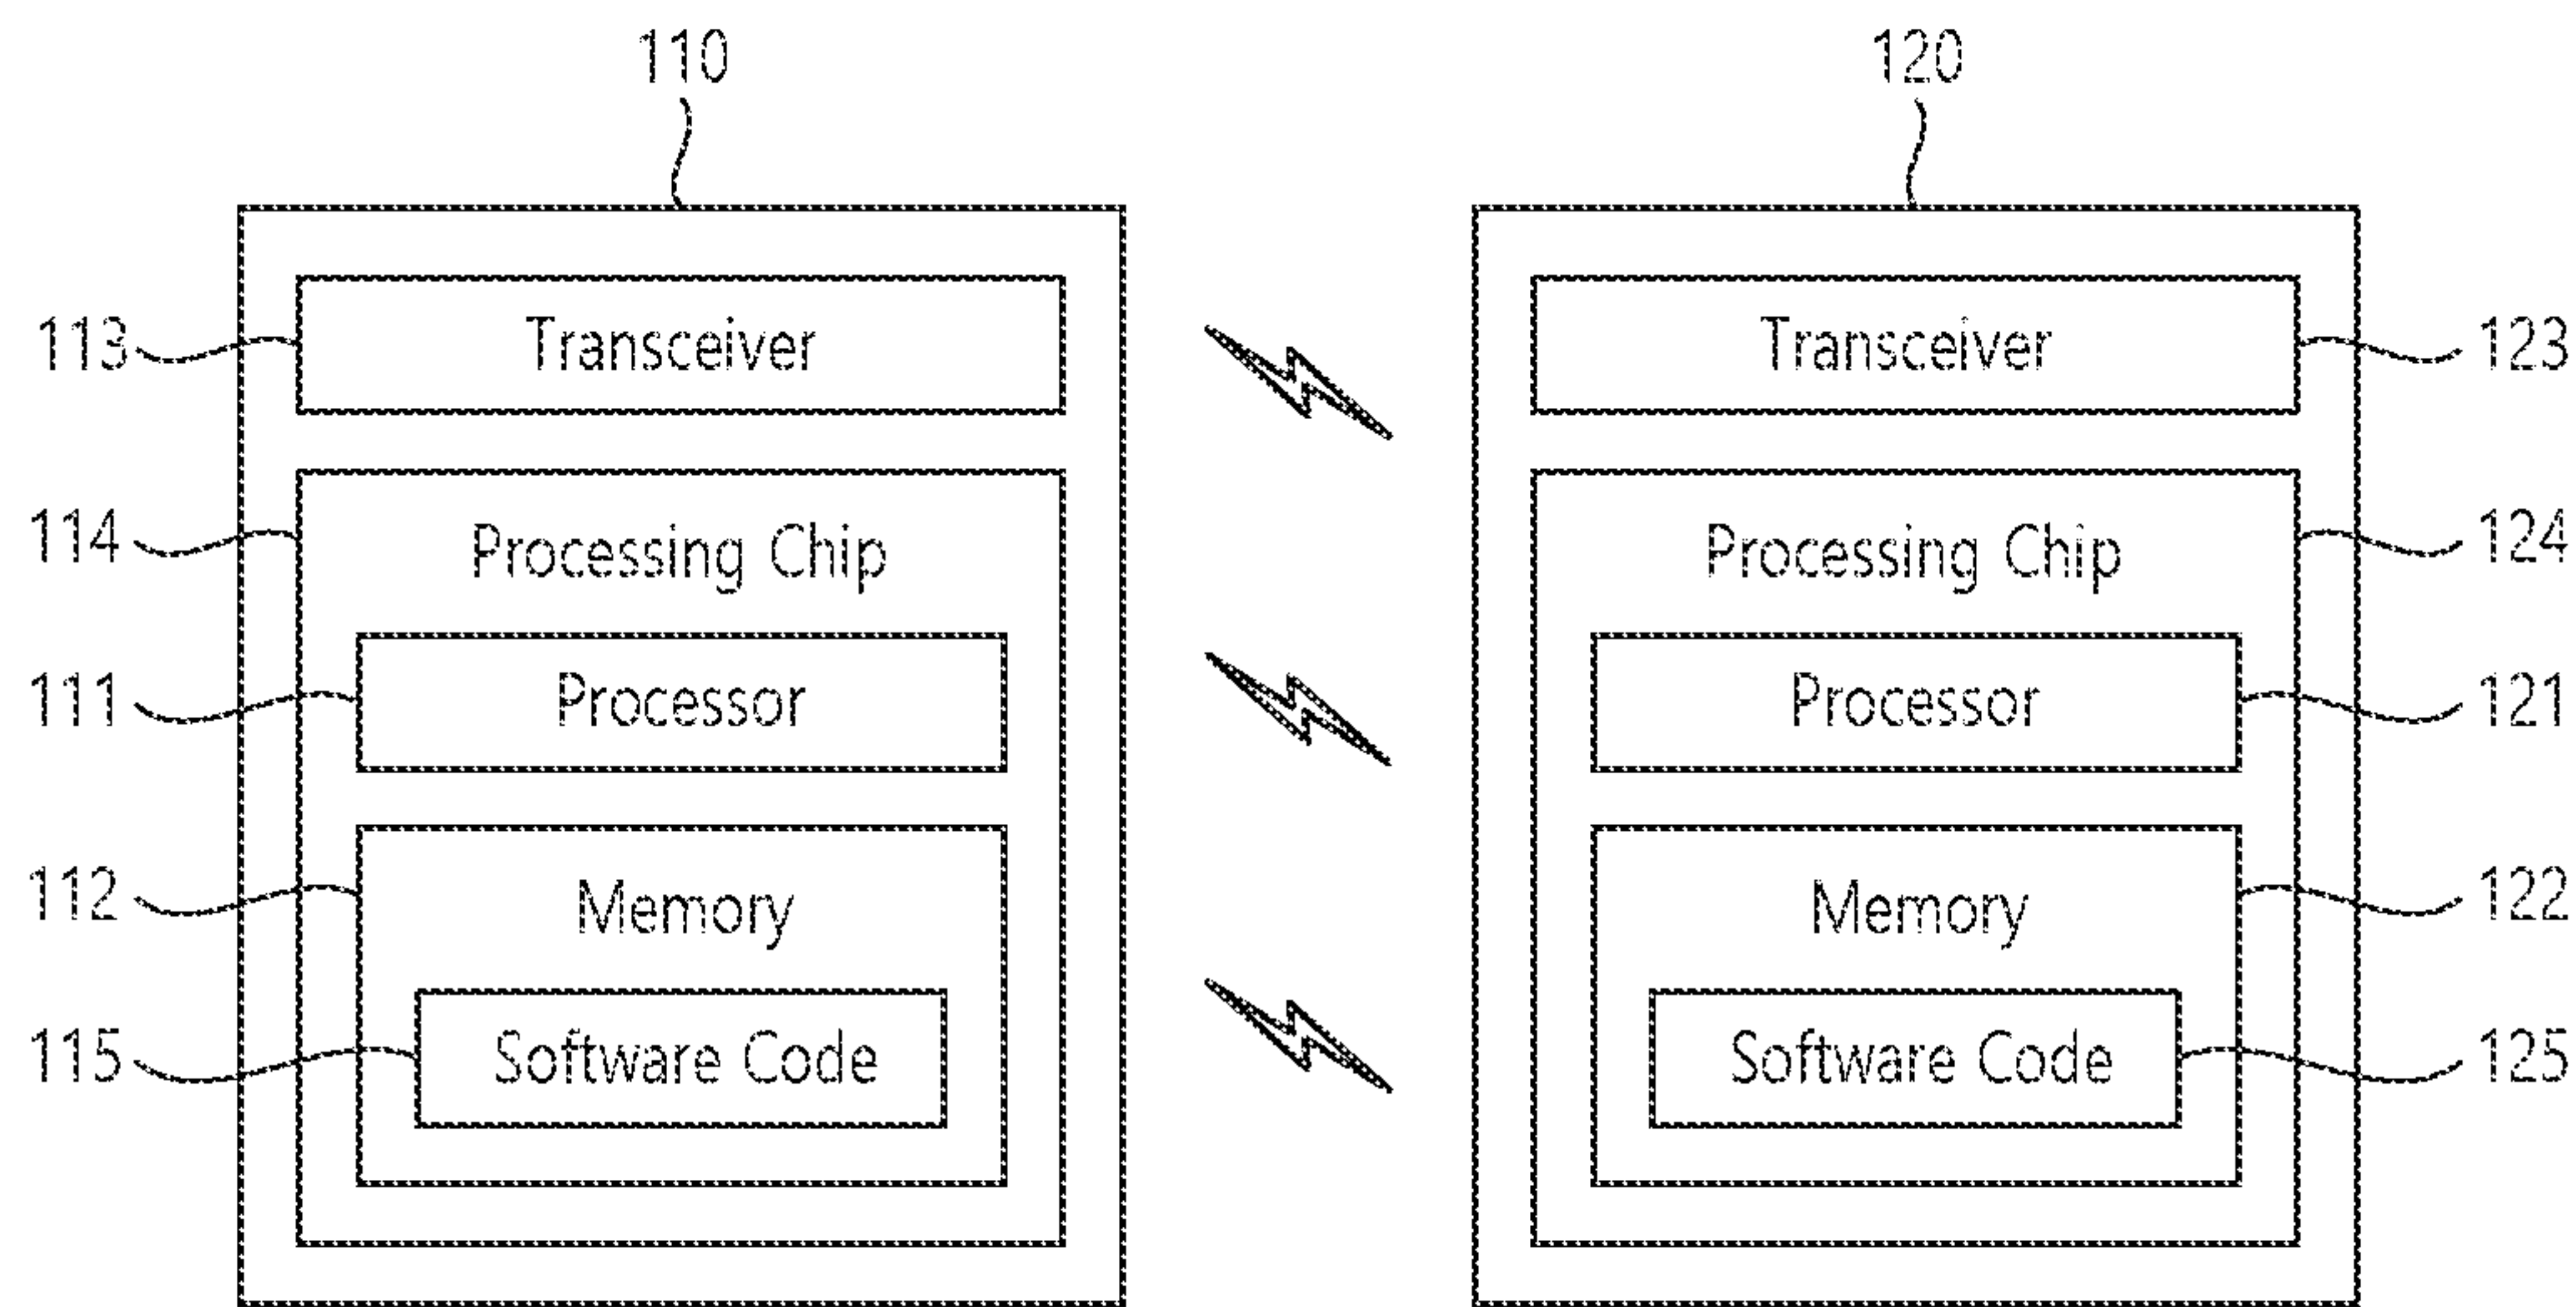 110
120
113
Transceiver
Transceiver
123
114
Processing Chip
Processing Chip
124
111
Processor
Processor
121
112
Memory
Memory
122
115
Software Code
Software Code
125